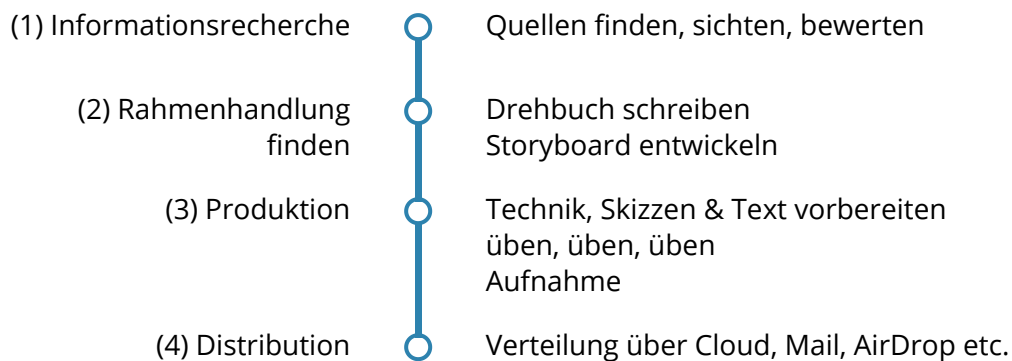 (1) Informationsrecherche
Quellen finden, sichten, bewerten
(2) Rahmenhandlung
finden
Drehbuch schreiben
Storyboard entwickeln
(3) Produktion
Technik, Skizzen & Text vorbereiten
üben, üben, üben
Aufnahme
(4) Distribution
Verteilung über Cloud, Mail, AirDrop etc.